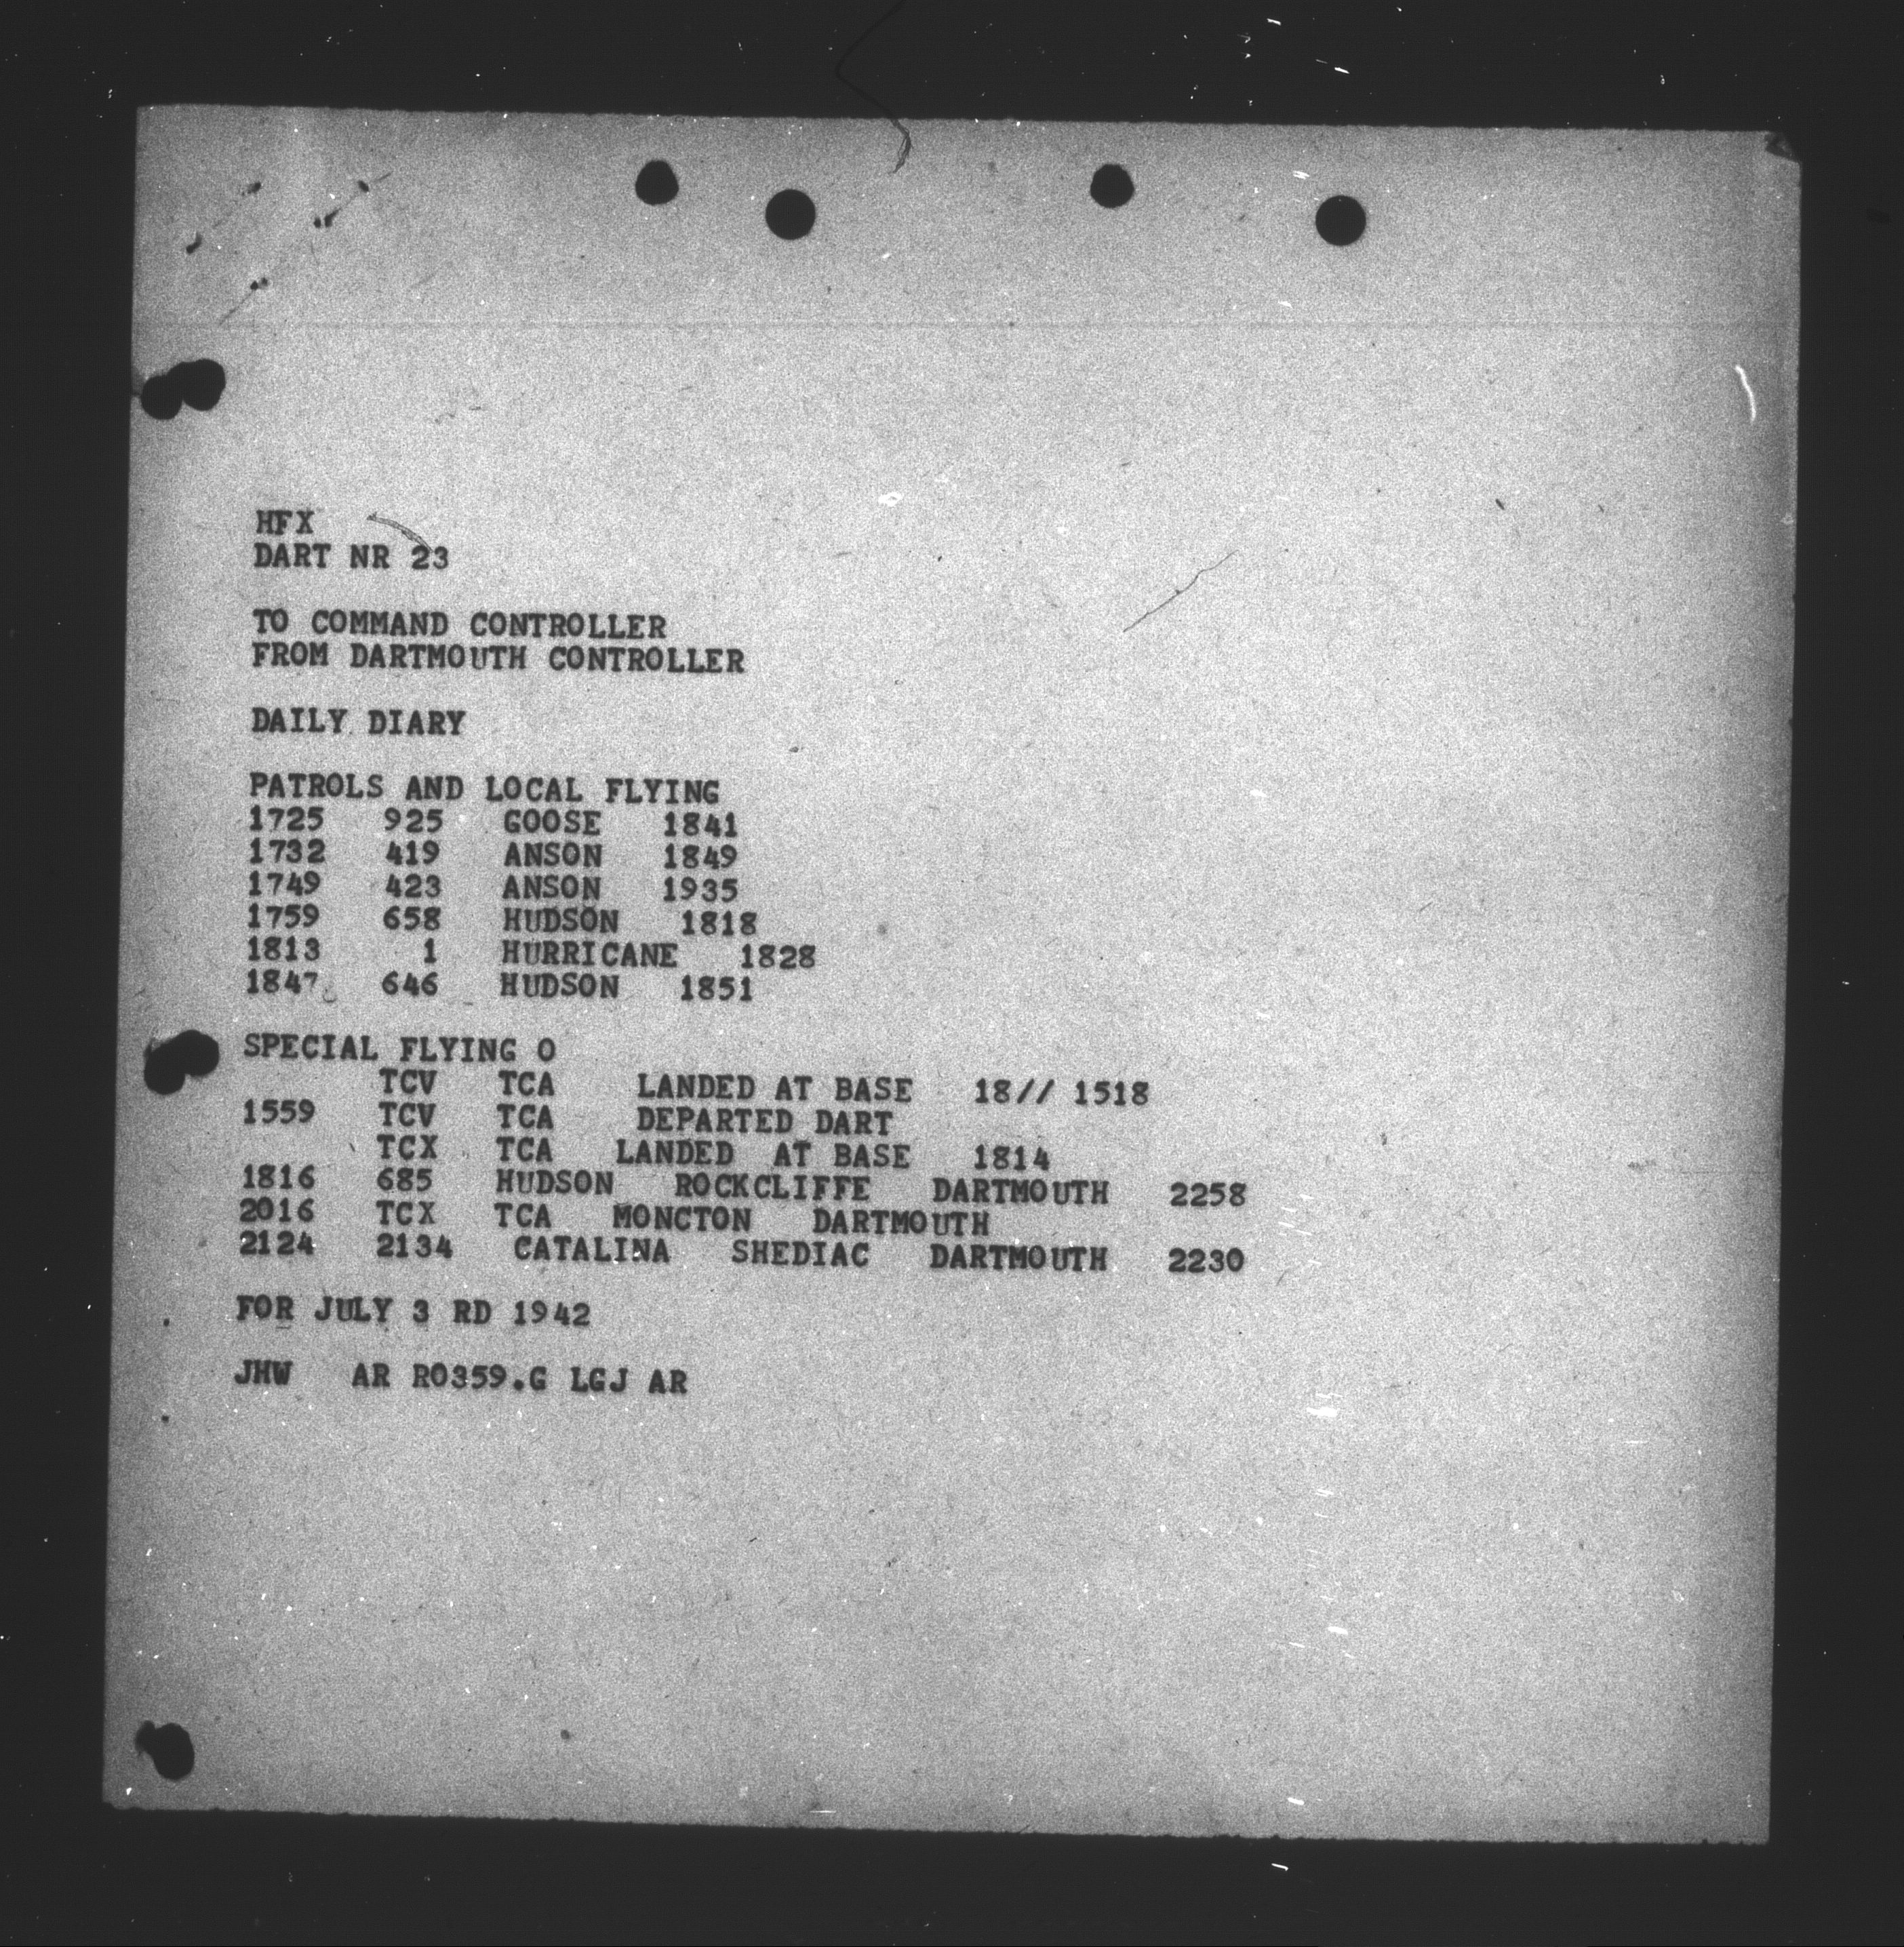 HFX
DART NR 23
TO COMMAND CONTROLLER
FROM DARTMOUTH CONTROLLER
DAILY DIARY
PATROLS AND LOCAL FLYING
1725 925 GOOSE 1841
1732 419 ANSON 1849
1749 423 ANSON 1935
1759 658 HUDSON 1818
1813 1 HURRICANE 1828
1847 646 HUDSON 1851
SPECIAL FLYING O
TCV TCA LANDED AT BASE 18// 1518
1559 TCV TCA DEPARTED DART
TCX TCA LANDED AT BASE 1814
1816 685 HUDSON ROCKCLIFFE DARTMOUTH 2258
2016 TCX TCA MONCTON DARTMOUTH
2124 2134 CATALINA SHEDIAC DARTMOUTH 2230
FOR JULY 3 RD 1942
JHW AR R0359.G LGJ AR